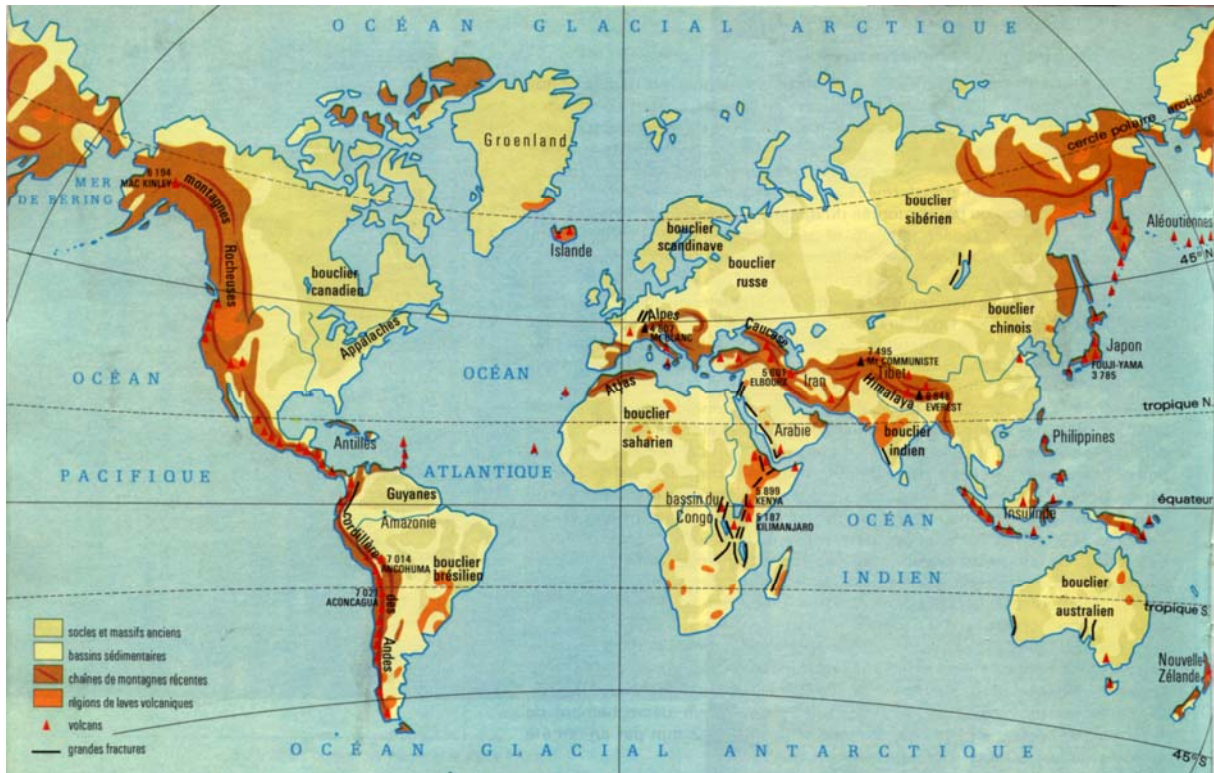 OCÉAN GLACIAL ARCTIQUE
Groenland
cercle polaire arctique
MER
DE BERING
6 194
MAC KINLEY
montagnes
Rocheuses
Islande
bouclier
scandinave
bouclier
sibérien
Aléoutiennes
45° N
bouclier
canadien
bouclier
russe
Appalaches
Alpes
4 807
Mt BLANC
Caucase
bouclier
chinois
Japon
FOUJI-YAMA
3 785
OCÉAN
PACIFIQUE
OCÉAN
ATLANTIQUE
Atlas
ELBOURZ
Iran
7 495
Mt COMMUNISTE
Tibet
Himalaya
EVEREST
tropique N.
Antilles
bouclier
saharien
Arabie
bouclier
indien
Philippines
Guyanes
Amazonie
bassin du
Congo
5 899
KENYA
5 187
KILIMANJARO
OCÉAN
INDIEN
équateur
Insulinde
Cordillère
des
Andes
7 014
ANCOHUMA
bouclier
brésilien
ACONCAGUA
bouclier
australien
tropique S.
Nouvelle
Zélande
socles et massifs anciens
bassins sédimentaires
chaînes de montagnes récentes
régions de laves volcaniques
volcans
grandes fractures
OCÉAN GLACIAL ANTARCTIQUE
45° S